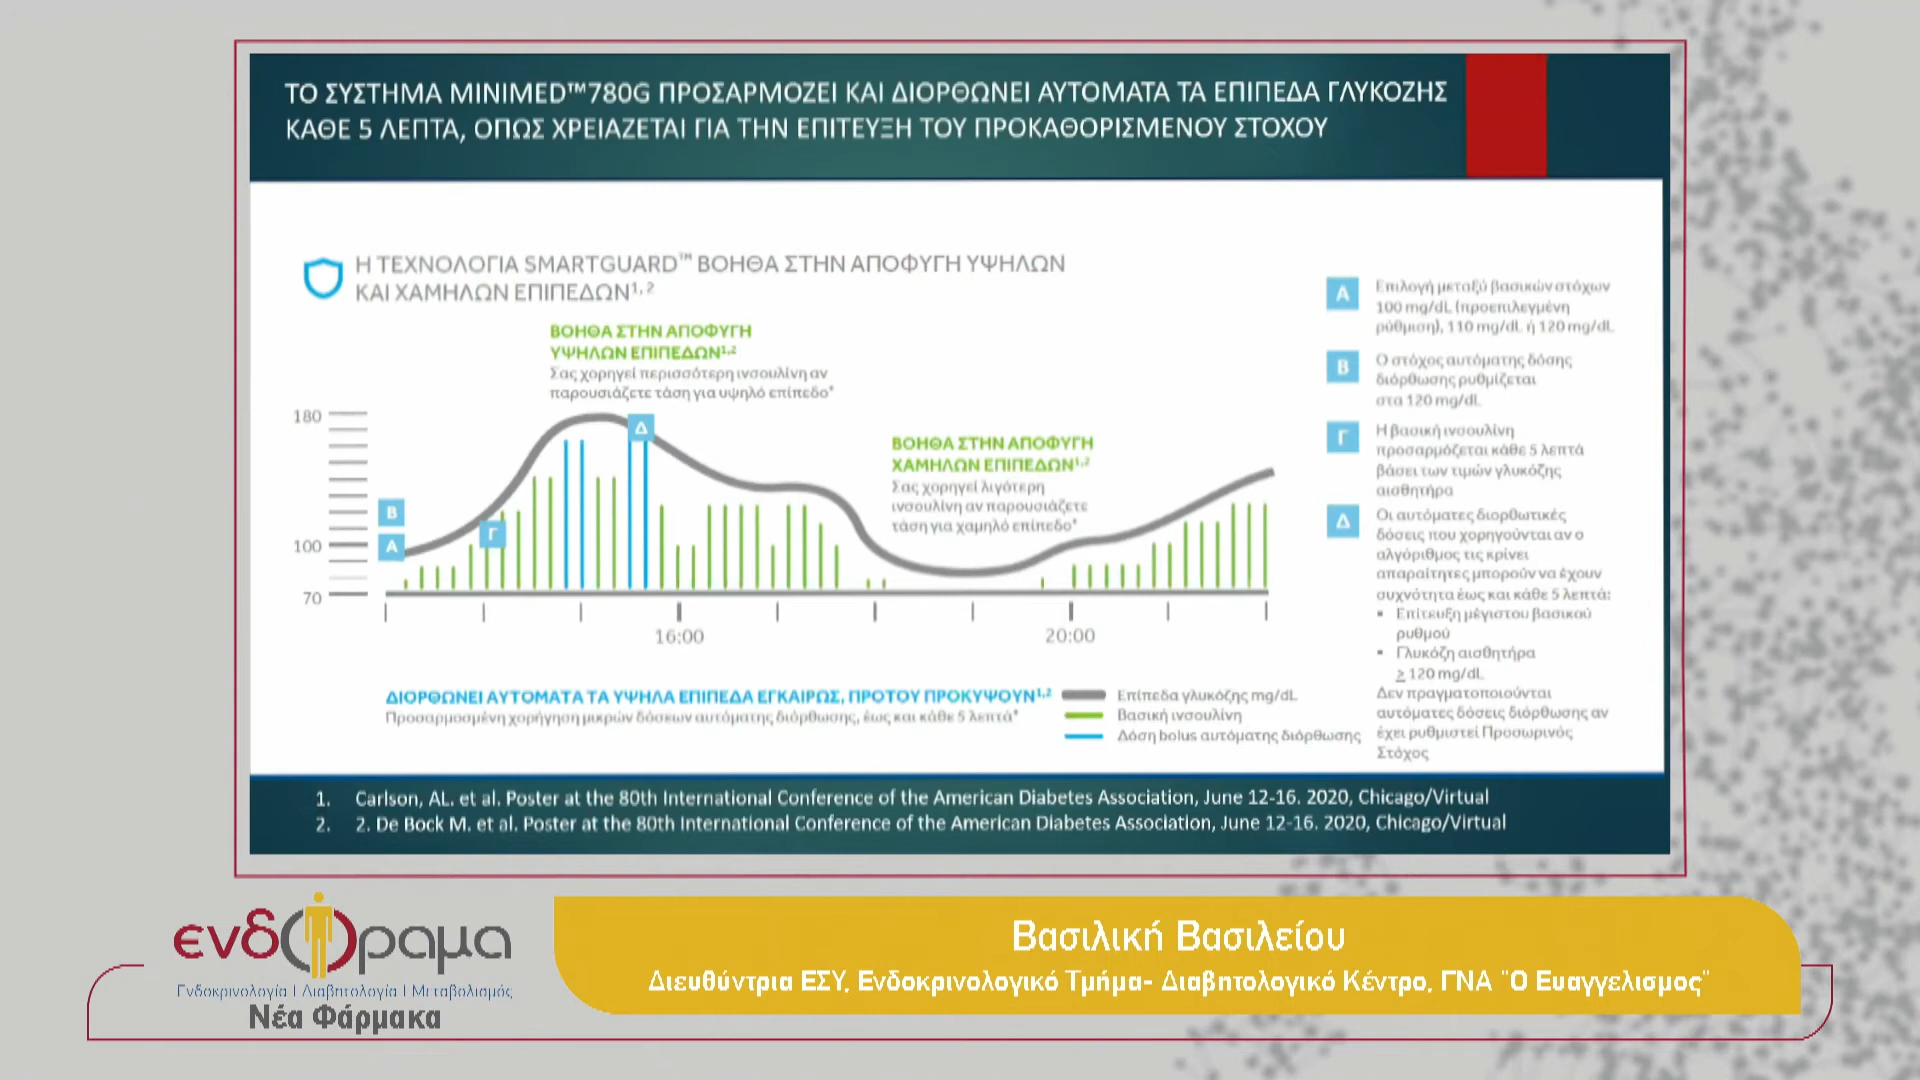 ΤΟ ΣΥΣΤΗΜΑ MINIMED™780G ΠΡΟΣΑΡΜΟΖΕΙ ΚΑΙ ΔΙΟΡΘΩΝΕΙ ΑΥΤΟΜΑΤΑ ΤΑ ΕΠΙΠΕΔΑ ΓΛΥΚΟΖΗΣ
ΚΑΘΕ 5 ΛΕΠΤΑ, ΟΠΩΣ ΧΡΕΙΑΖΕΤΑΙ ΓΙΑ ΤΗΝ ΕΠΙΤΕΥΞΗ ΤΟΥ ΠΡΟΚΑΘΟΡΙΣΜΕΝΟΥ ΣΤΟΧΟΥ
Η ΤΕΧΝΟΛΟΓΙΑ SMARTGUARD™ ΒΟΗΘΑ ΣΤΗΝ ΑΠΟΦΥΓΗ ΥΨΗΛΩΝ
ΚΑΙ ΧΑΜΗΛΩΝ ΕΠΙΠΕΔΩΝ1,2
ΒΟΗΘΑ ΣΤΗΝ ΑΠΟΦΥΓΗ
ΥΨΗΛΩΝ ΕΠΙΠΕΔΩΝ1,2
Σας χορηγεί περισσότερη ινσουλίνη αν
παρουσιάζετε τάση για υψηλό επίπεδο*
ΒΟΗΘΑ ΣΤΗΝ ΑΠΟΦΥΓΗ
ΧΑΜΗΛΩΝ ΕΠΙΠΕΔΩΝ1,2
Σας χορηγεί λιγότερη
ινσουλίνη αν παρουσιάζετε
τάση για χαμηλό επίπεδο*
180
100
70
Β
Α
Γ
Δ
16:00
20:00
ΔΙΟΡΘΩΝΕΙ ΑΥΤΟΜΑΤΑ ΤΑ ΥΨΗΛΑ ΕΠΙΠΕΔΑ ΕΓΚΑΙΡΩΣ, ΠΡΟΤΟΥ ΠΡΟΚΥΨΟΥΝ1,2
Προσαρμοσμένη χορήγηση μικρών δόσεων αυτόματης διόρθωσης, έως και κάθε 5 λεπτά*
Επίπεδα γλυκόζης mg/dL
Βασική ινσουλίνη
Δόση bolus αυτόματης διόρθωσης
Α
Επιλογή μεταξύ βασικών στόχων
100 mg/dL (προεπιλεγμένη
ρύθμιση), 110 mg/dL ή 120 mg/dL
Β
Ο στόχος αυτόματης δόσης
διόρθωσης ρυθμίζεται
στα 120 mg/dL
Γ
Η βασική ινσουλίνη
προσαρμόζεται κάθε 5 λεπτά
βάσει των τιμών γλυκόζης
αισθητήρα
Δ
Οι αυτόματες διορθωτικές
δόσεις που χορηγούνται αν ο
αλγόριθμος τις κρίνει
απαραίτητες μπορούν να έχουν
συχνότητα έως και κάθε 5 λεπτά:
▪ Επίτευξη μέγιστου βασικού
ρυθμού
▪ Γλυκόζη αισθητήρα
≥ 120 mg/dL
Δεν πραγματοποιούνται
αυτόματες δόσεις διόρθωσης αν
έχει ρυθμιστεί Προσωρινός
Στόχος
1. Carlson, AL. et al. Poster at the 80th International Conference of the American Diabetes Association, June 12-16. 2020, Chicago/Virtual
2. 2. De Bock M. et al. Poster at the 80th International Conference of the American Diabetes Association, June 12-16. 2020, Chicago/Virtual
ενδΟραμα
Ενδοκρινολογία | Διαβητολογία | Μεταβολισμός
Νέα Φάρμακα
Βασιλική Βασιλείου
Διευθύντρια ΕΣΥ, Ενδοκρινολογικό Τμήμα- Διαβητολογικό Κέντρο, ΓΝΑ "Ο Ευαγγελισμος"